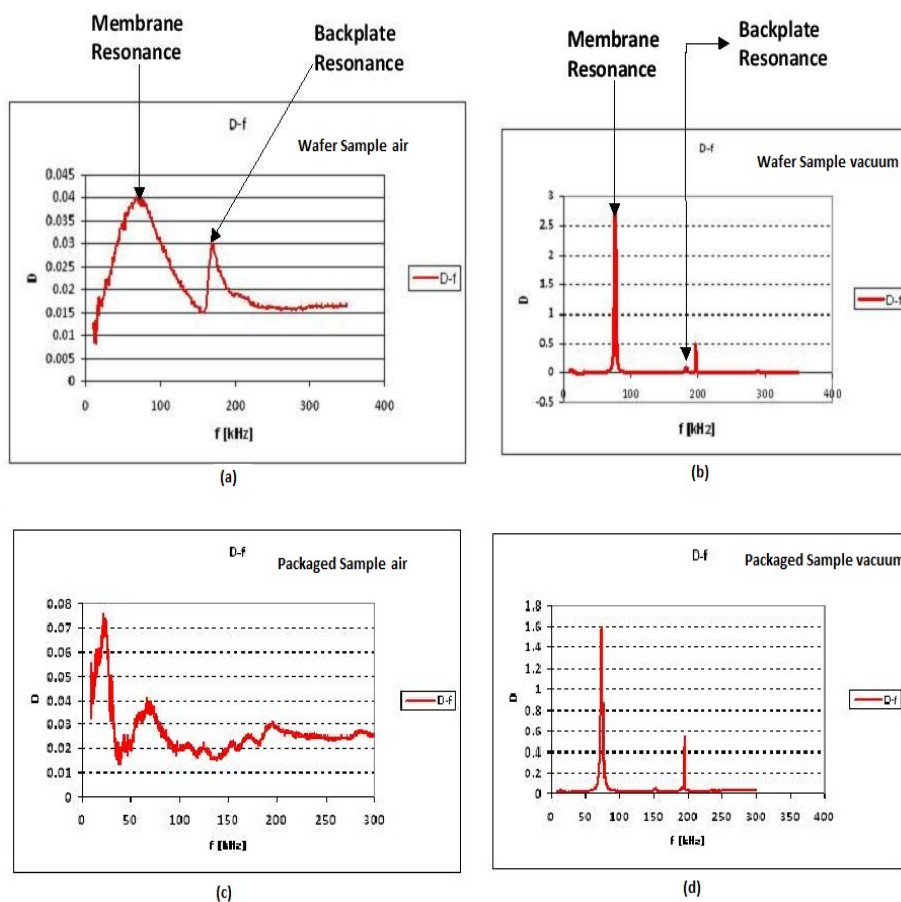 Membrane
Resonance
Backplate
Resonance
D-f
Wafer Sample air
0.045
0.04
0.035
0.03
0.025
0.02
0.015
0.01
0.005
0
D
0 100 200 300 400
f [kHz]
D-f
(a)
Membrane
Resonance
Backplate
Resonance
D-f
Wafer Sample vacuum
3
2.5
2
1.5
1
0.5
0
-0.5
D
0 100 200 300 400
f [kHz]
D-f
(b)
D-f
Packaged Sample air
0.08
0.07
0.06
0.05
0.04
0.03
0.02
0.01
0
D
0 50 100 150 200 250 300
f [kHz]
D-f
(c)
D-f
Packaged Sample vacuum
1.8
1.6
1.4
1.2
1
0.8
0.6
0.4
0.2
0
D
0 50 100 150 200 250 300 350 400
f [kHz]
D-f
(d)